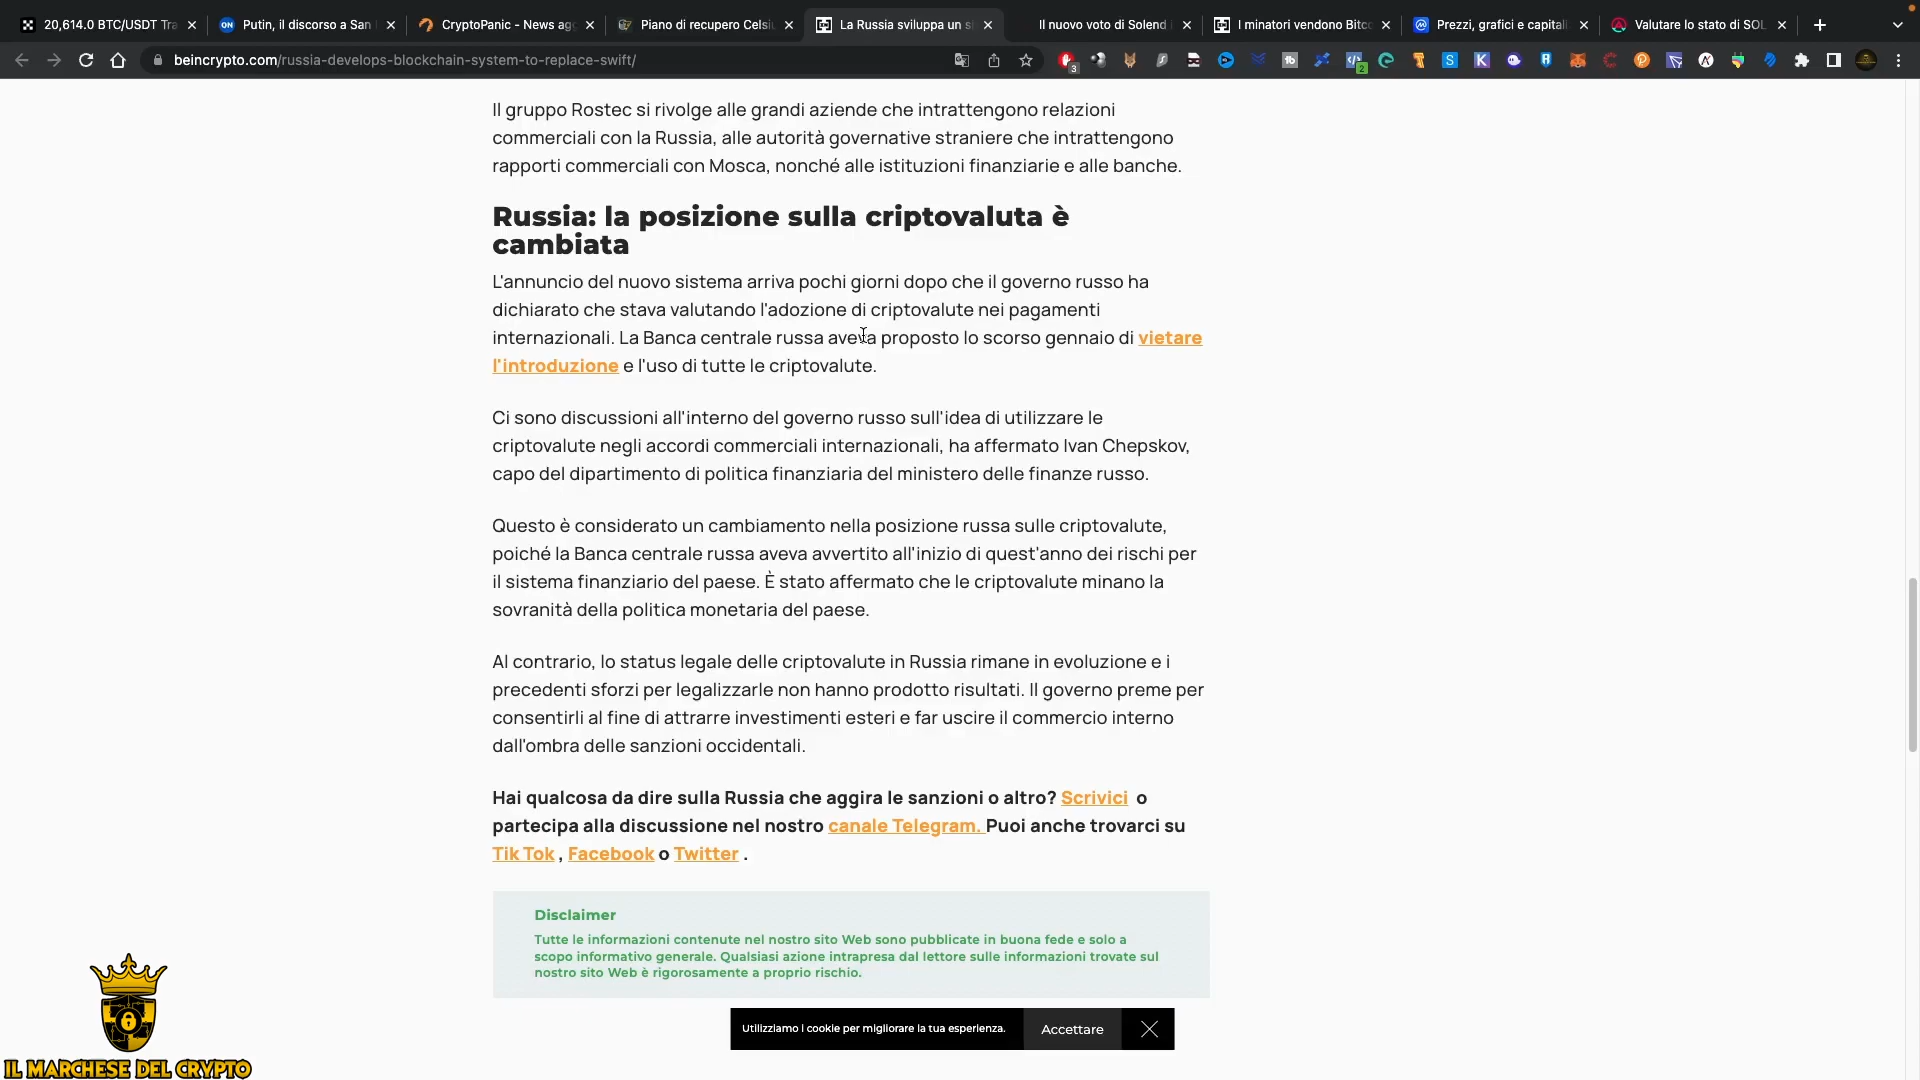 20,614.0 BTC/USDT Tra
Putin, il discorso a San
CryptoPanic - News agg
Piano di recupero Celsiu
La Russia sviluppa un si
Il nuovo voto di Solend
I minatori vendono Bitco
Prezzi, grafici e capitali
Valutare lo stato di SOL
beincrypto.com/russia-develops-blockchain-system-to-replace-swift/
Il gruppo Rostec si rivolge alle grandi aziende che intrattengono relazioni
commerciali con la Russia, alle autorità governative straniere che intrattengono
rapporti commerciali con Mosca, nonché alle istituzioni finanziarie e alle banche.
Russia: la posizione sulla criptovaluta è
cambiata
L'annuncio del nuovo sistema arriva pochi giorni dopo che il governo russo ha
dichiarato che stava valutando l'adozione di criptovalute nei pagamenti
internazionali. La Banca centrale russa aveva proposto lo scorso gennaio di vietare
l'introduzione e l'uso di tutte le criptovalute.
Ci sono discussioni all'interno del governo russo sull'idea di utilizzare le
criptovalute negli accordi commerciali internazionali, ha affermato Ivan Chepskov,
capo del dipartimento di politica finanziaria del ministero delle finanze russo.
Questo è considerato un cambiamento nella posizione russa sulle criptovalute,
poiché la Banca centrale russa aveva avvertito all'inizio di quest'anno dei rischi per
il sistema finanziario del paese. È stato affermato che le criptovalute minano la
sovranità della politica monetaria del paese.
Al contrario, lo status legale delle criptovalute in Russia rimane in evoluzione e i
precedenti sforzi per legalizzarle non hanno prodotto risultati. Il governo preme per
consentirli al fine di attrarre investimenti esteri e far uscire il commercio interno
dall'ombra delle sanzioni occidentali.
Hai qualcosa da dire sulla Russia che aggira le sanzioni o altro? Scrivici o
partecipa alla discussione nel nostro canale Telegram. Puoi anche trovarci su
Tik Tok , Facebook o Twitter .
Disclaimer
Tutte le informazioni contenute nel nostro sito Web sono pubblicate in buona fede e solo a
scopo informativo generale. Qualsiasi azione intrapresa dal lettore sulle informazioni trovate sul
nostro sito Web è rigorosamente a proprio rischio.
Utilizziamo i cookie per migliorare la tua esperienza.
Accettare
IL MARCHESE DEL CRYPTO